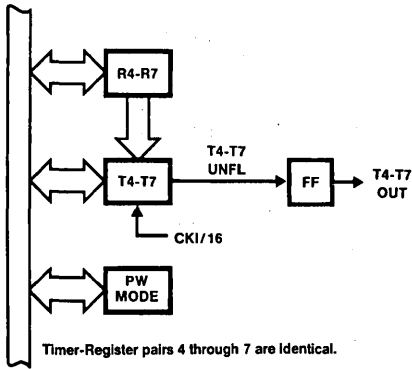 R4-R7
T4-T7
UNFL
T4-T7
FF
T4-T7
OUT
CKI/16
PW
MODE
Timer-Register pairs 4 through 7 are Identical.